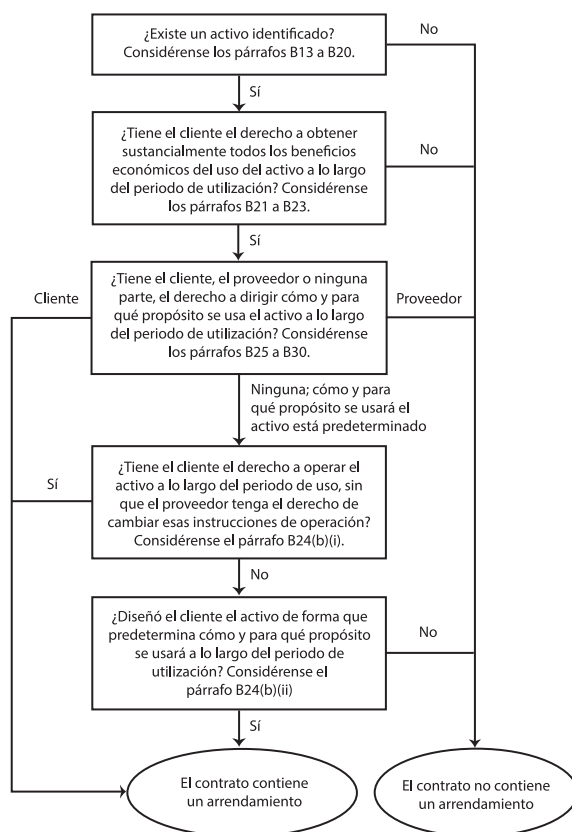 ¿Existe un activo identificado?
Considérense los párrafos B13 a B20.
No
Sí
¿Tiene el cliente el derecho a obtener
sustancialmente todos los beneficios
económicos del uso del activo a lo largo
del periodo de utilización? Considérense
los párrafos B21 a B23.
No
Sí
Cliente
¿Tiene el cliente, el proveedor o ninguna
parte, el derecho a dirigir cómo y para
qué propósito se usa el activo a lo largo
del periodo de utilización? Considérense
los párrafos B25 a B30.
Proveedor
Ninguna; cómo y para
qué propósito se usará el
activo está predeterminado
Sí
¿Tiene el cliente el derecho a operar el
activo a lo largo del periodo de uso, sin
que el proveedor tenga el derecho de
cambiar esas instrucciones de operación?
Considérense el párrafo B24(b)(i).
No
¿Diseñó el cliente el activo de forma que
predetermina cómo y para qué propósito
se usará a lo largo del periodo de
utilización? Considérense el
párrafo B24(b)(ii)
No
Sí
El contrato contiene
un arrendamiento
El contrato no contiene
un arrendamiento